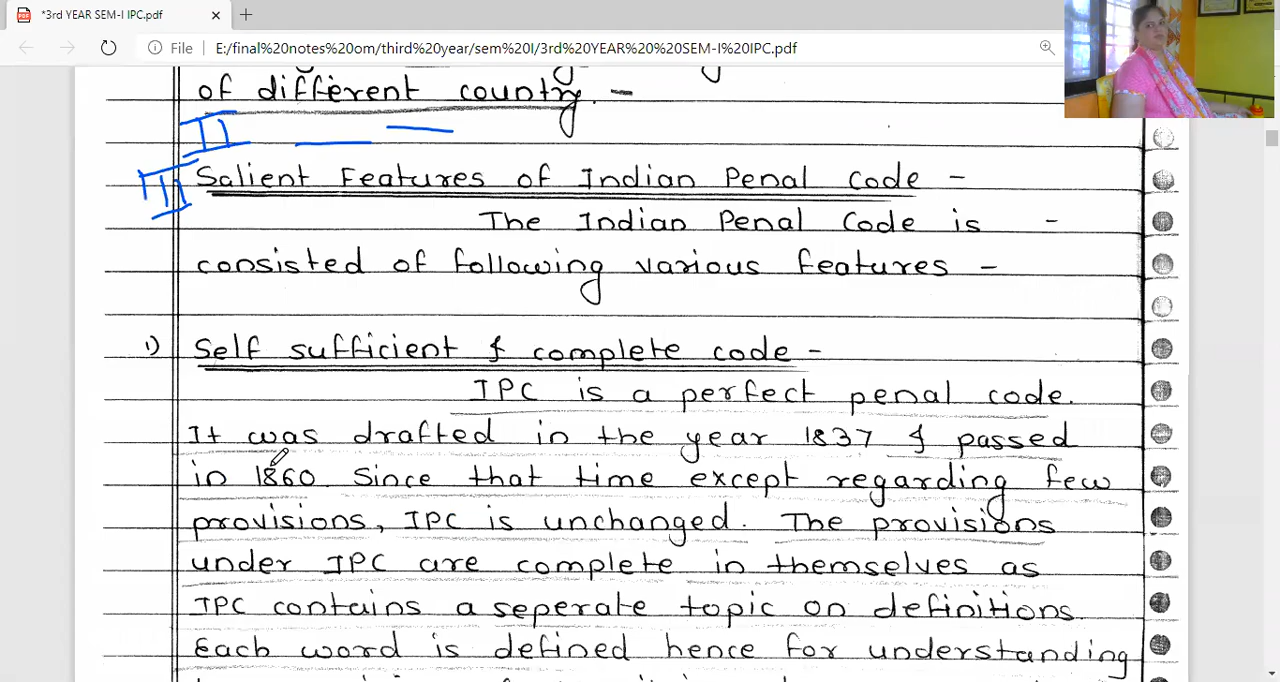 *3rd YEAR SEM-I IPC.pdf
File | E:/final%20notes%20om/third%20year/sem%20I/3rd%20YEAR%20%20SEM-I%20IPC.pdf
of different country. -
II
III Salient Features of Indian Penal Code -
The Indian Penal Code is -
consisted of following various features -
1) Self sufficient & complete code -
IPC is a perfect penal code.
It was drafted in the year 1837 & passed
in 1860 Since that time except regarding few
provisions, IPC is unchanged. The provisions
under IPC are complete in themselves as
IPC contains a seperate topic on definitions.
Each word is defined hence for understanding